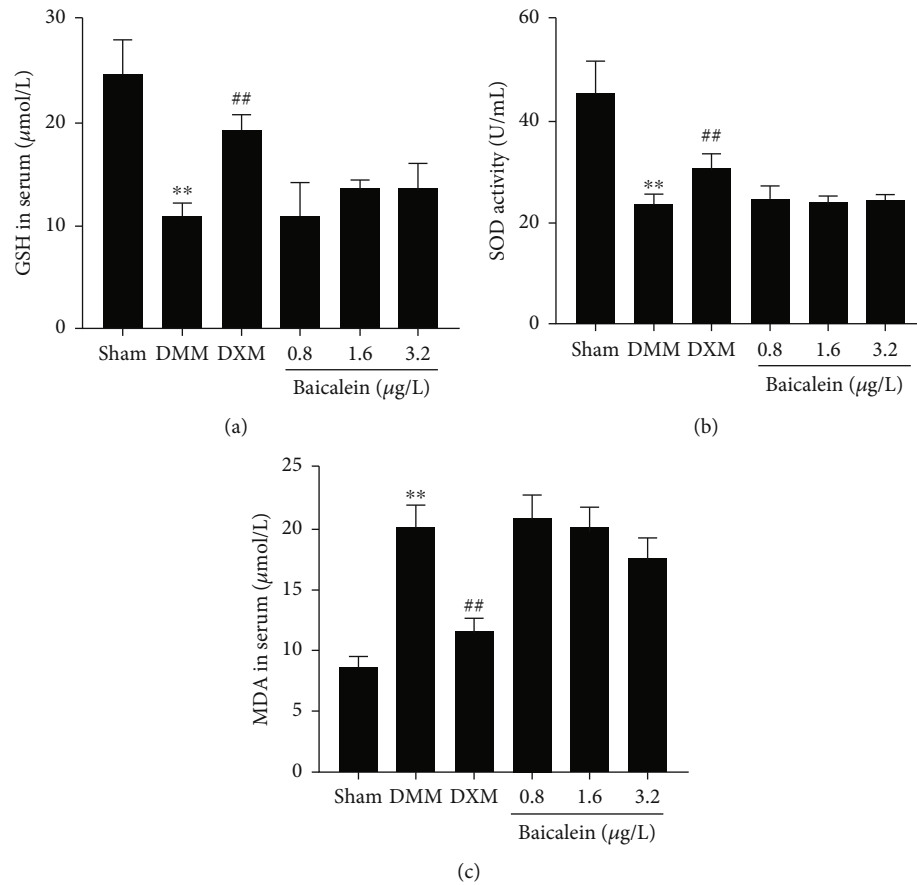 GSH in serum (μmol/L)
30
20
10
0
**
##
Sham DMM DXM 0.8 1.6 3.2
Baicalein (μg/L)
(a)
SOD activity (U/mL)
60
40
20
0
**
##
Sham DMM DXM 0.8 1.6 3.2
Baicalein (μg/L)
(b)
MDA in serum (μmol/L)
25
20
15
10
5
0
**
##
Sham DMM DXM 0.8 1.6 3.2
Baicalein (μg/L)
(c)